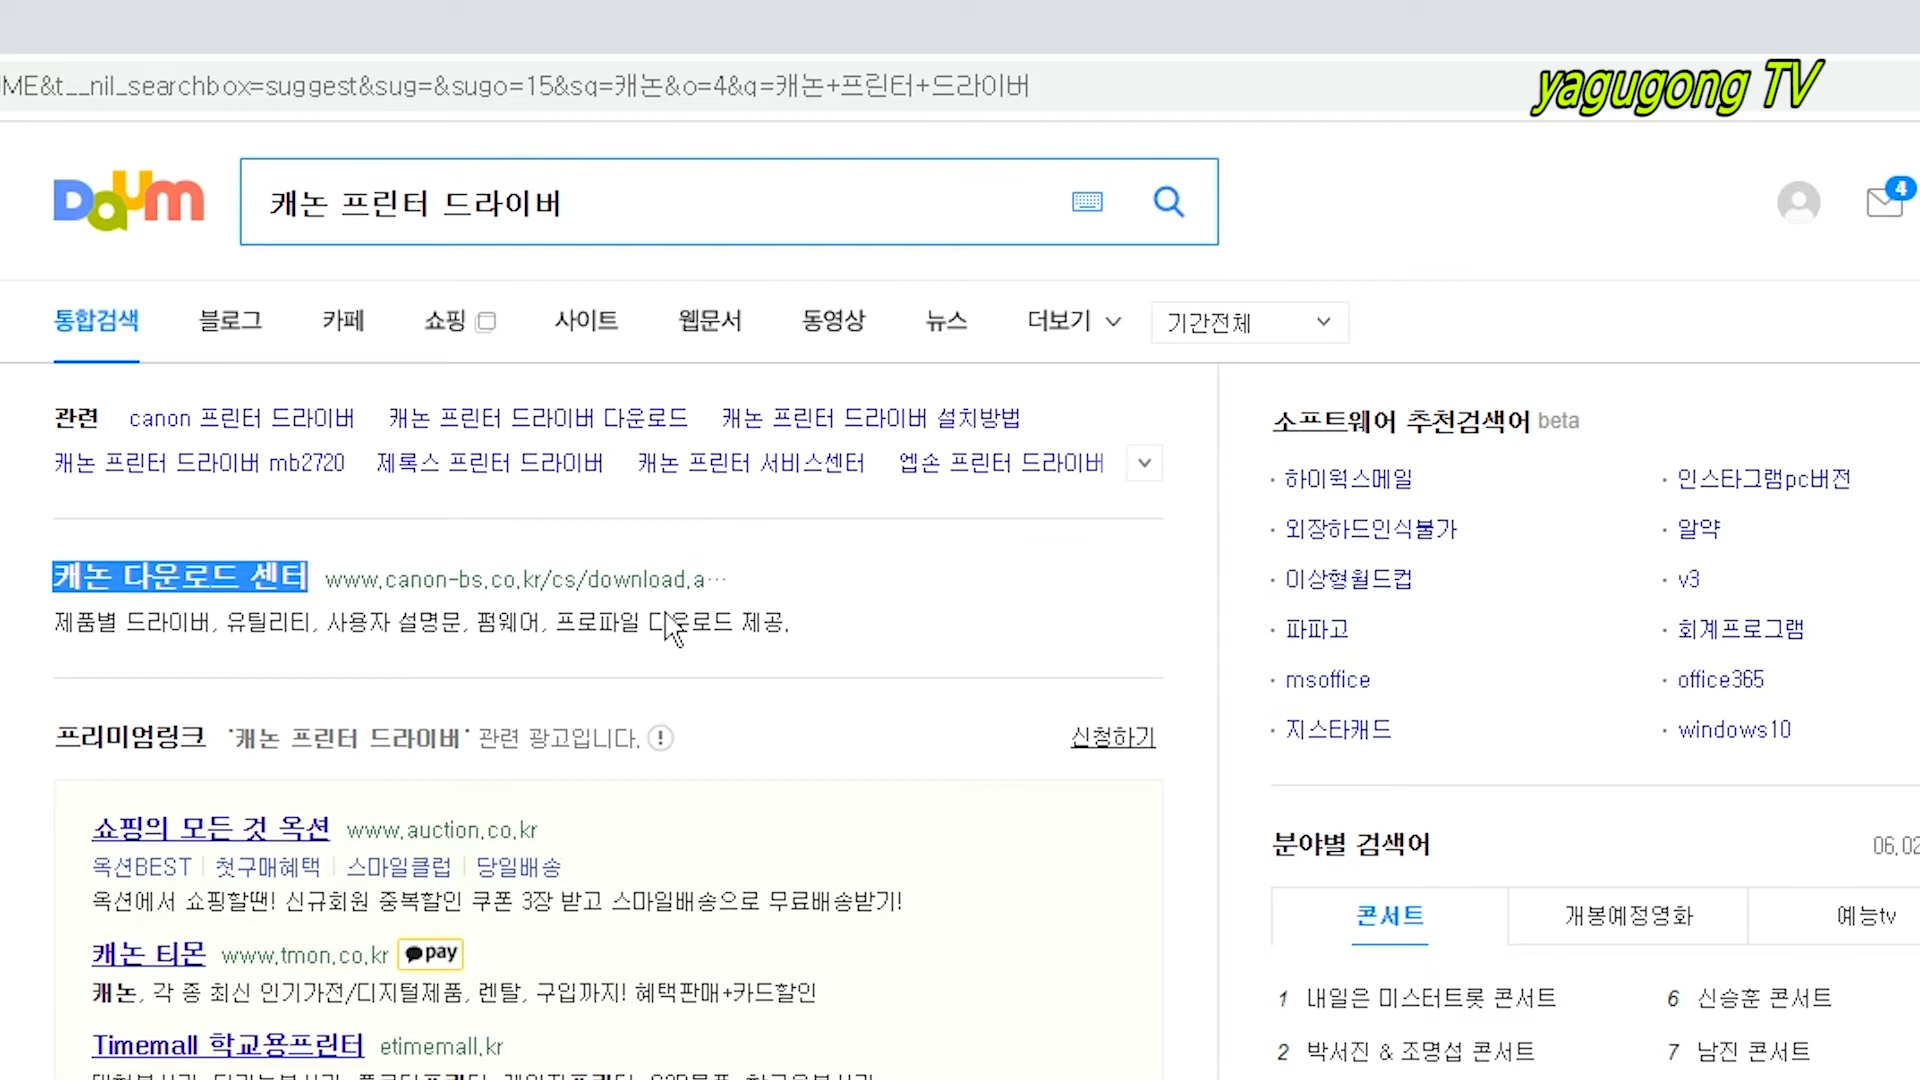 JME&t__nil_searchbox=suggest&sug=&sugo=15&sq=캐논&o=4&q=캐논+프린터+드라이버
yagugong TV
Daum
캐논 프린터 드라이버
4
통합검색 블로그 카페 쇼핑 사이트 웹문서 동영상 뉴스 더보기 기간전체
관련 canon 프린터 드라이버 캐논 프린터 드라이버 다운로드 캐논 프린터 드라이버 설치방법
캐논 프린터 드라이버 mb2720 제록스 프린터 드라이버 캐논 프린터 서비스센터 엡손 프린터 드라이버
캐논 다운로드 센터 www.canon-bs.co.kr/cs/download.a…
제품별 드라이버, 유틸리티, 사용자 설명문, 펌웨어, 프로파일 다운로드 제공.
프리미엄링크 '캐논 프린터 드라이버' 관련 광고입니다. 신청하기
쇼핑의 모든 것 옥션 www.auction.co.kr
옥션BEST 첫구매혜택 스마일클럽 당일배송
옥션에서 쇼핑할땐! 신규회원 중복할인 쿠폰 3장 받고 스마일배송으로 무료배송받기!
캐논 티몬 www.tmon.co.kr pay
캐논, 각 종 최신 인기가전/디지털제품, 렌탈, 구입까지! 혜택판매+카드할인
Timemall 학교용프린터 etimemall.kr
소프트웨어 추천검색어 beta
· 하이웍스메일 · 인스타그램pc버전
· 외장하드인식불가 · 알약
· 이상형월드컵 · v3
· 파파고 · 회계프로그램
· msoffice · office365
· 지스타캐드 · windows10
분야별 검색어 06.02
콘서트 개봉예정영화 예능tv
1 내일은 미스터트롯 콘서트 6 신승훈 콘서트
2 박서진 & 조명섭 콘서트 7 남진 콘서트